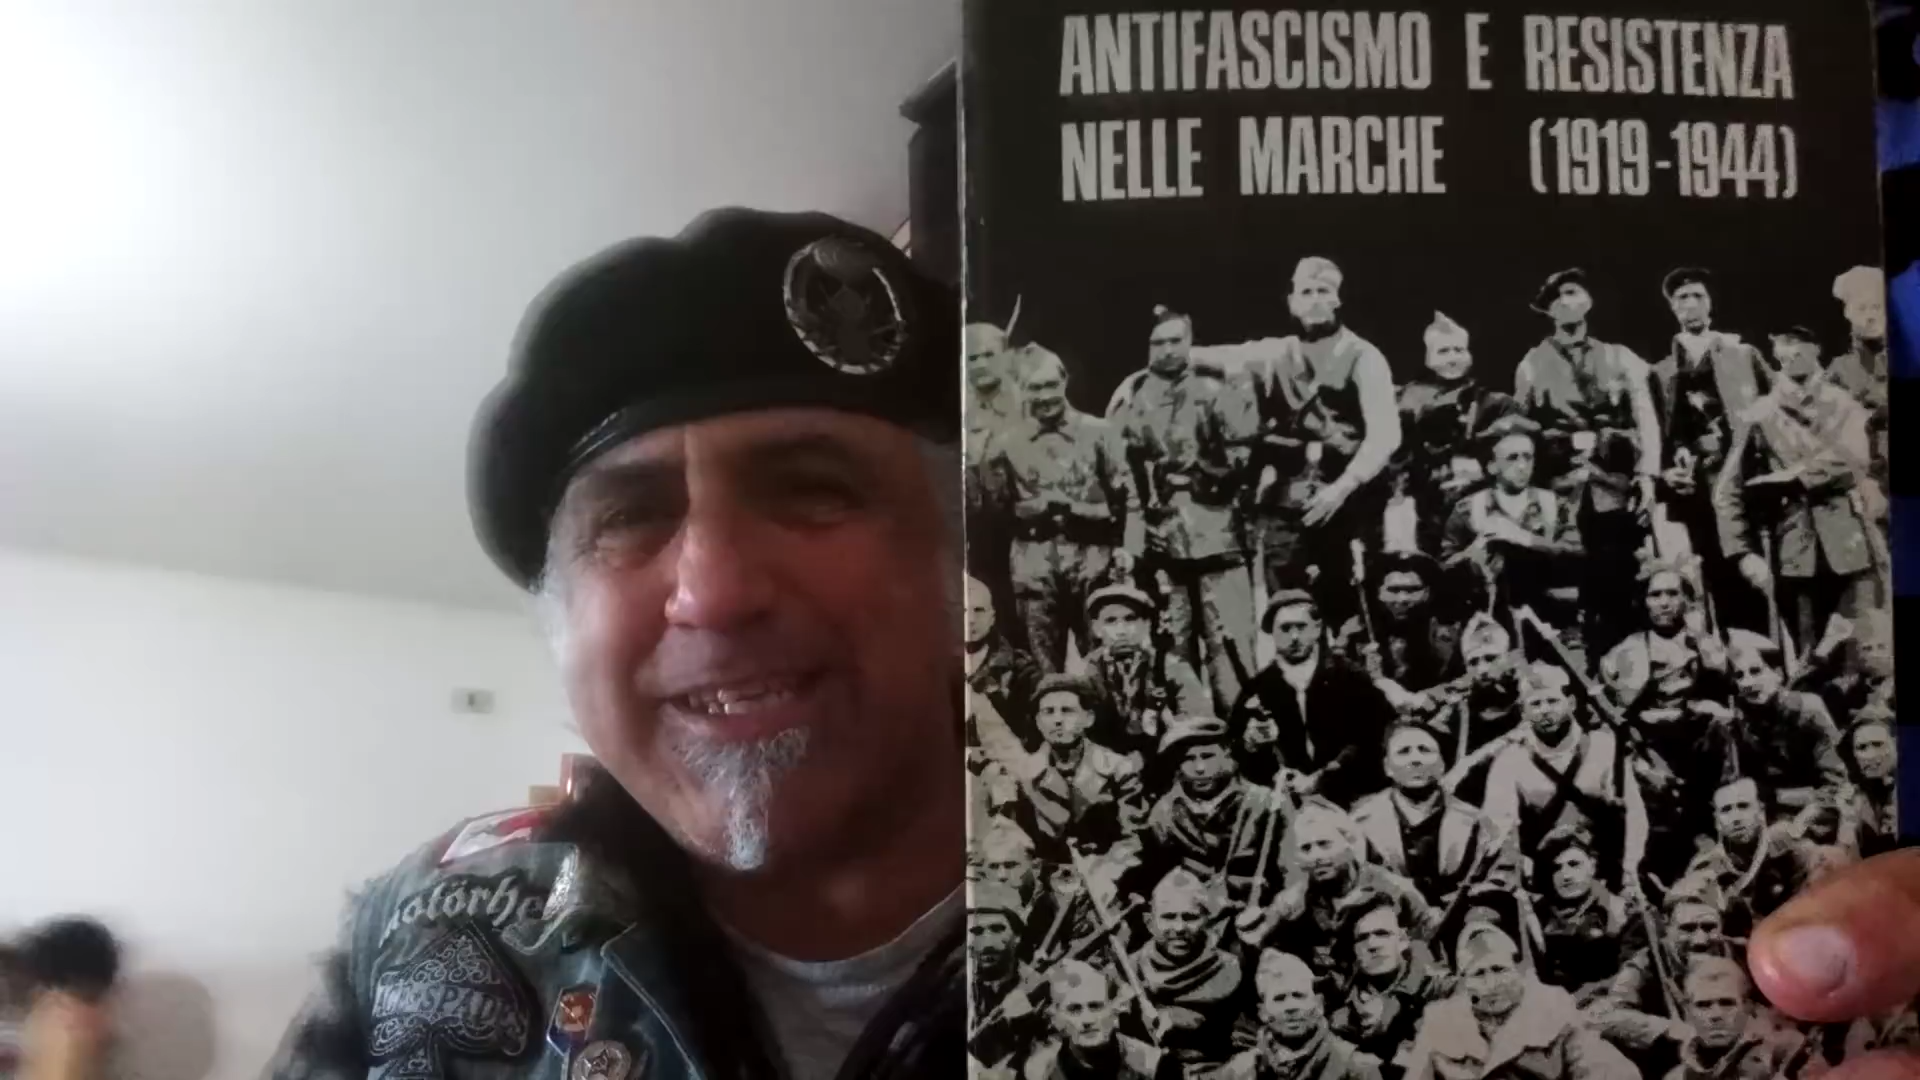 ANTIFASCISMO E RESISTENZA
NELLE MARCHE (1919-1944)